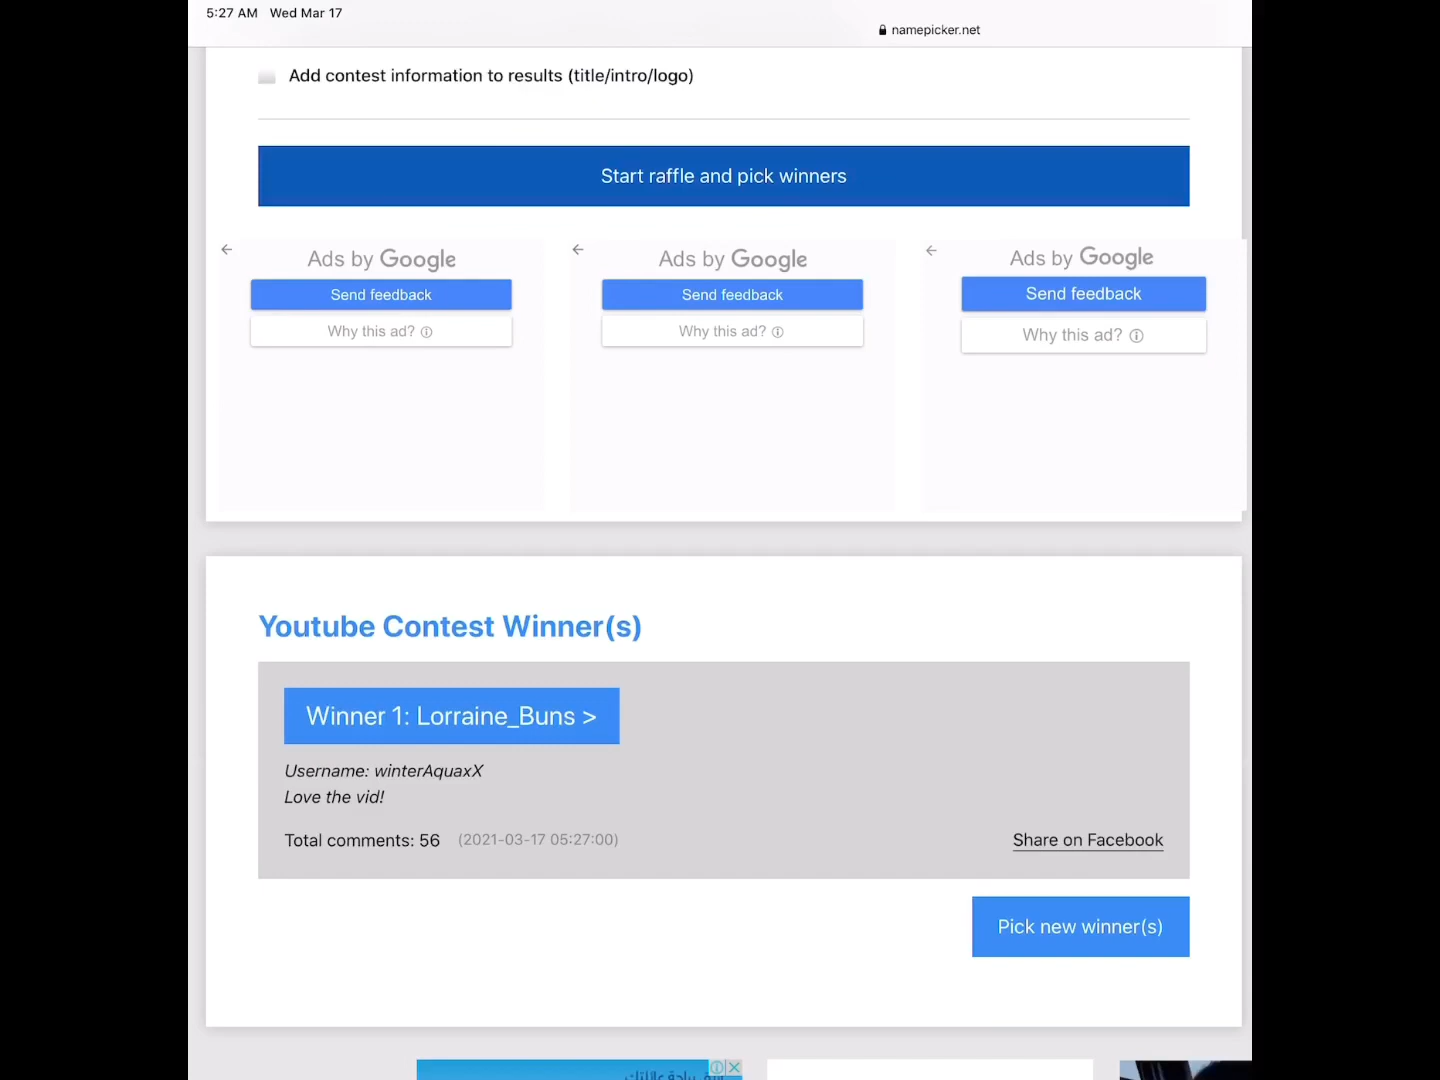 5:27 AM Wed Mar 17
namepicker.net
Add contest information to results (title/intro/logo)
Start raffle and pick winners
Ads by Google
Send feedback
Why this ad?
Ads by Google
Send feedback
Why this ad?
Ads by Google
Send feedback
Why this ad?
Youtube Contest Winner(s)
Winner 1: Lorraine_Buns >
Username: winterAquaxX
Love the vid!
Total comments: 56 (2021-03-17 05:27:00)
Share on Facebook
Pick new winner(s)